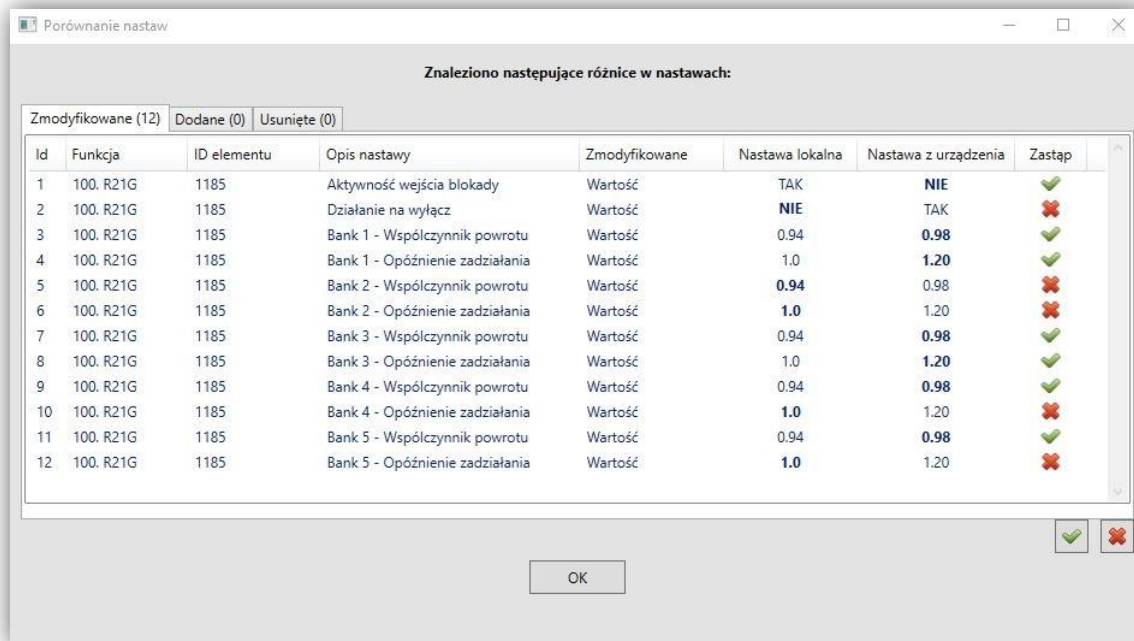 Porównanie nastaw
Znaleziono następujące różnice w nastawach:
Zmodyfikowane (12) Dodane (0) Usunięte (0)
Id Funkcja ID elementu Opis nastawy Zmodyfikowane Nastawa lokalna Nastawa z urządzenia Zastąp
1 100. R21G 1185 Aktywność wejścia blokady Wartość TAK NIE
2 100. R21G 1185 Działanie na wyłącz Wartość NIE TAK
3 100. R21G 1185 Bank 1 - Wspólczynnik powrotu Wartość 0.94 0.98
4 100. R21G 1185 Bank 1 - Opóźnienie zadziałania Wartość 1.0 1.20
5 100. R21G 1185 Bank 2 - Wspólczynnik powrotu Wartość 0.94 0.98
6 100. R21G 1185 Bank 2 - Opóźnienie zadziałania Wartość 1.0 1.20
7 100. R21G 1185 Bank 3 - Wspólczynnik powrotu Wartość 0.94 0.98
8 100. R21G 1185 Bank 3 - Opóźnienie zadziałania Wartość 1.0 1.20
9 100. R21G 1185 Bank 4 - Wspólczynnik powrotu Wartość 0.94 0.98
10 100. R21G 1185 Bank 4 - Opóźnienie zadziałania Wartość 1.0 1.20
11 100. R21G 1185 Bank 5 - Wspólczynnik powrotu Wartość 0.94 0.98
12 100. R21G 1185 Bank 5 - Opóźnienie zadziałania Wartość 1.0 1.20
OK